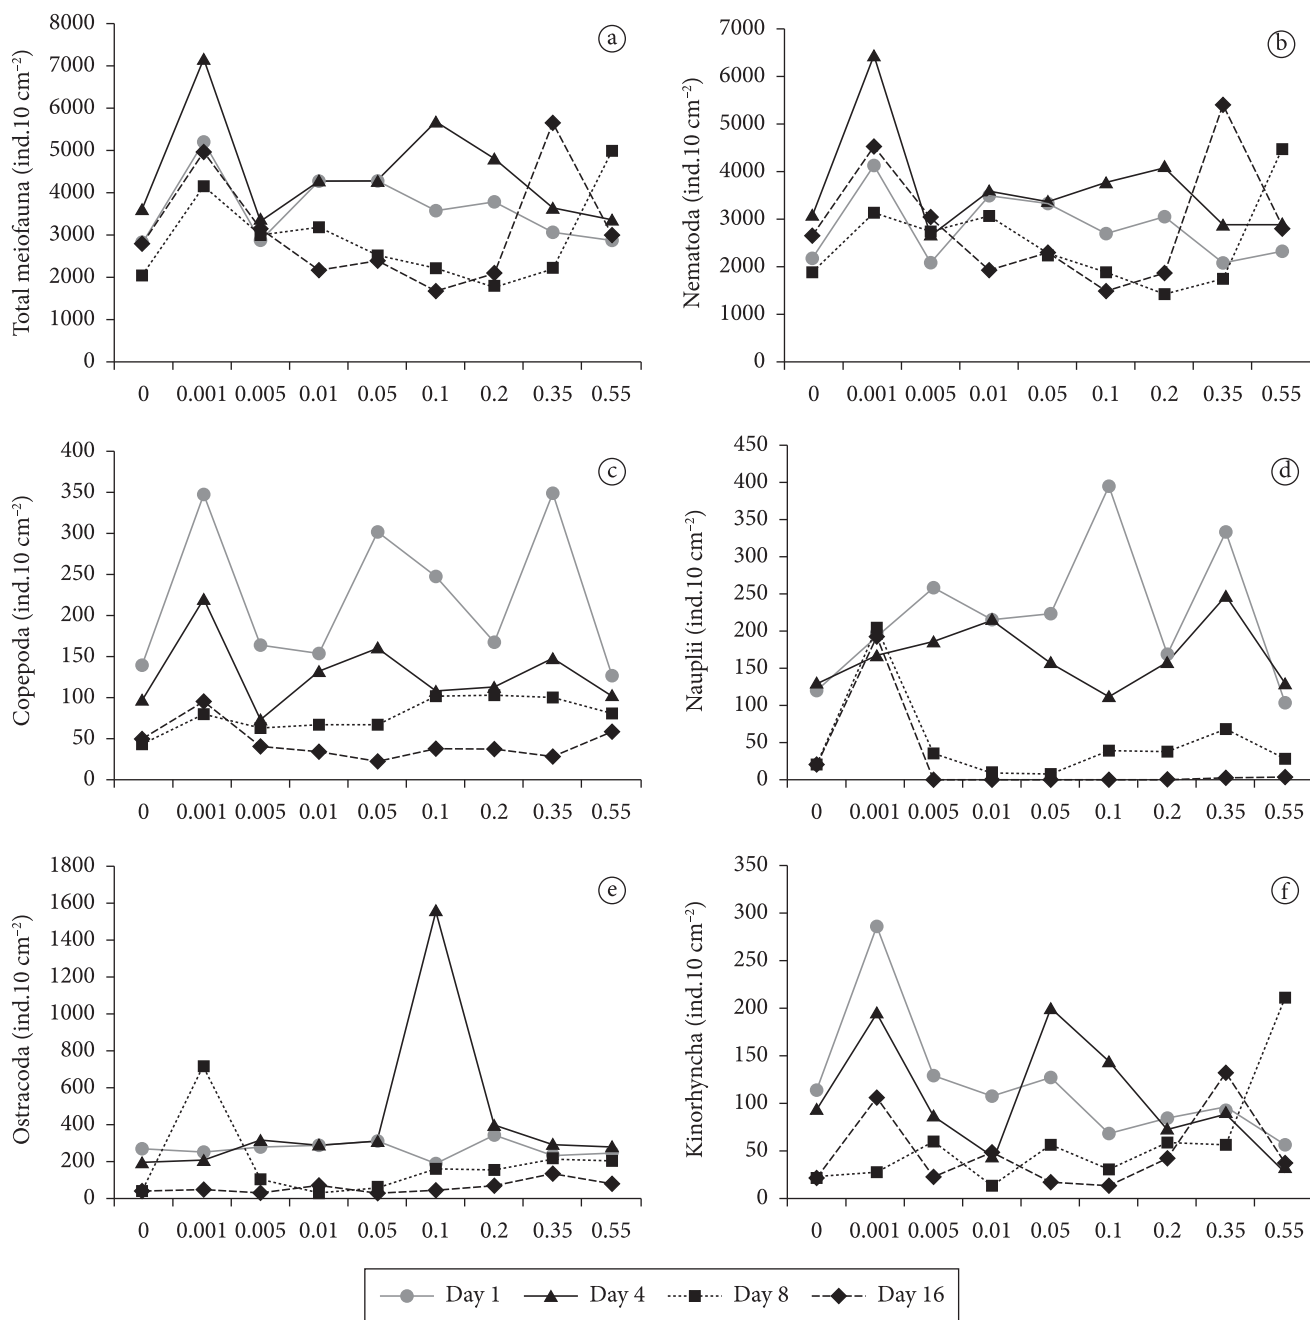 8000
7000
6000
5000
4000
3000
2000
1000
0
Total meiofauna (ind.10 cm⁻²)
a
0 0.001 0.005 0.01 0.05 0.1 0.2 0.35 0.55
7000
6000
5000
4000
3000
2000
1000
0
Nematoda (ind.10 cm⁻²)
b
0 0.001 0.005 0.01 0.05 0.1 0.2 0.35 0.55
400
350
300
250
200
150
100
50
0
Copepoda (ind.10 cm⁻²)
c
0 0.001 0.005 0.01 0.05 0.1 0.2 0.35 0.55
450
400
350
300
250
200
150
100
50
0
Nauplii (ind.10 cm⁻²)
d
0 0.001 0.005 0.01 0.05 0.1 0.2 0.35 0.55
1800
1600
1400
1200
1000
800
600
400
200
0
Ostracoda (ind.10 cm⁻²)
e
0 0.001 0.005 0.01 0.05 0.1 0.2 0.35 0.55
350
300
250
200
150
100
50
0
Kinorhyncha (ind.10 cm⁻²)
f
0 0.001 0.005 0.01 0.05 0.1 0.2 0.35 0.55
Day 1 Day 4 Day 8 Day 16